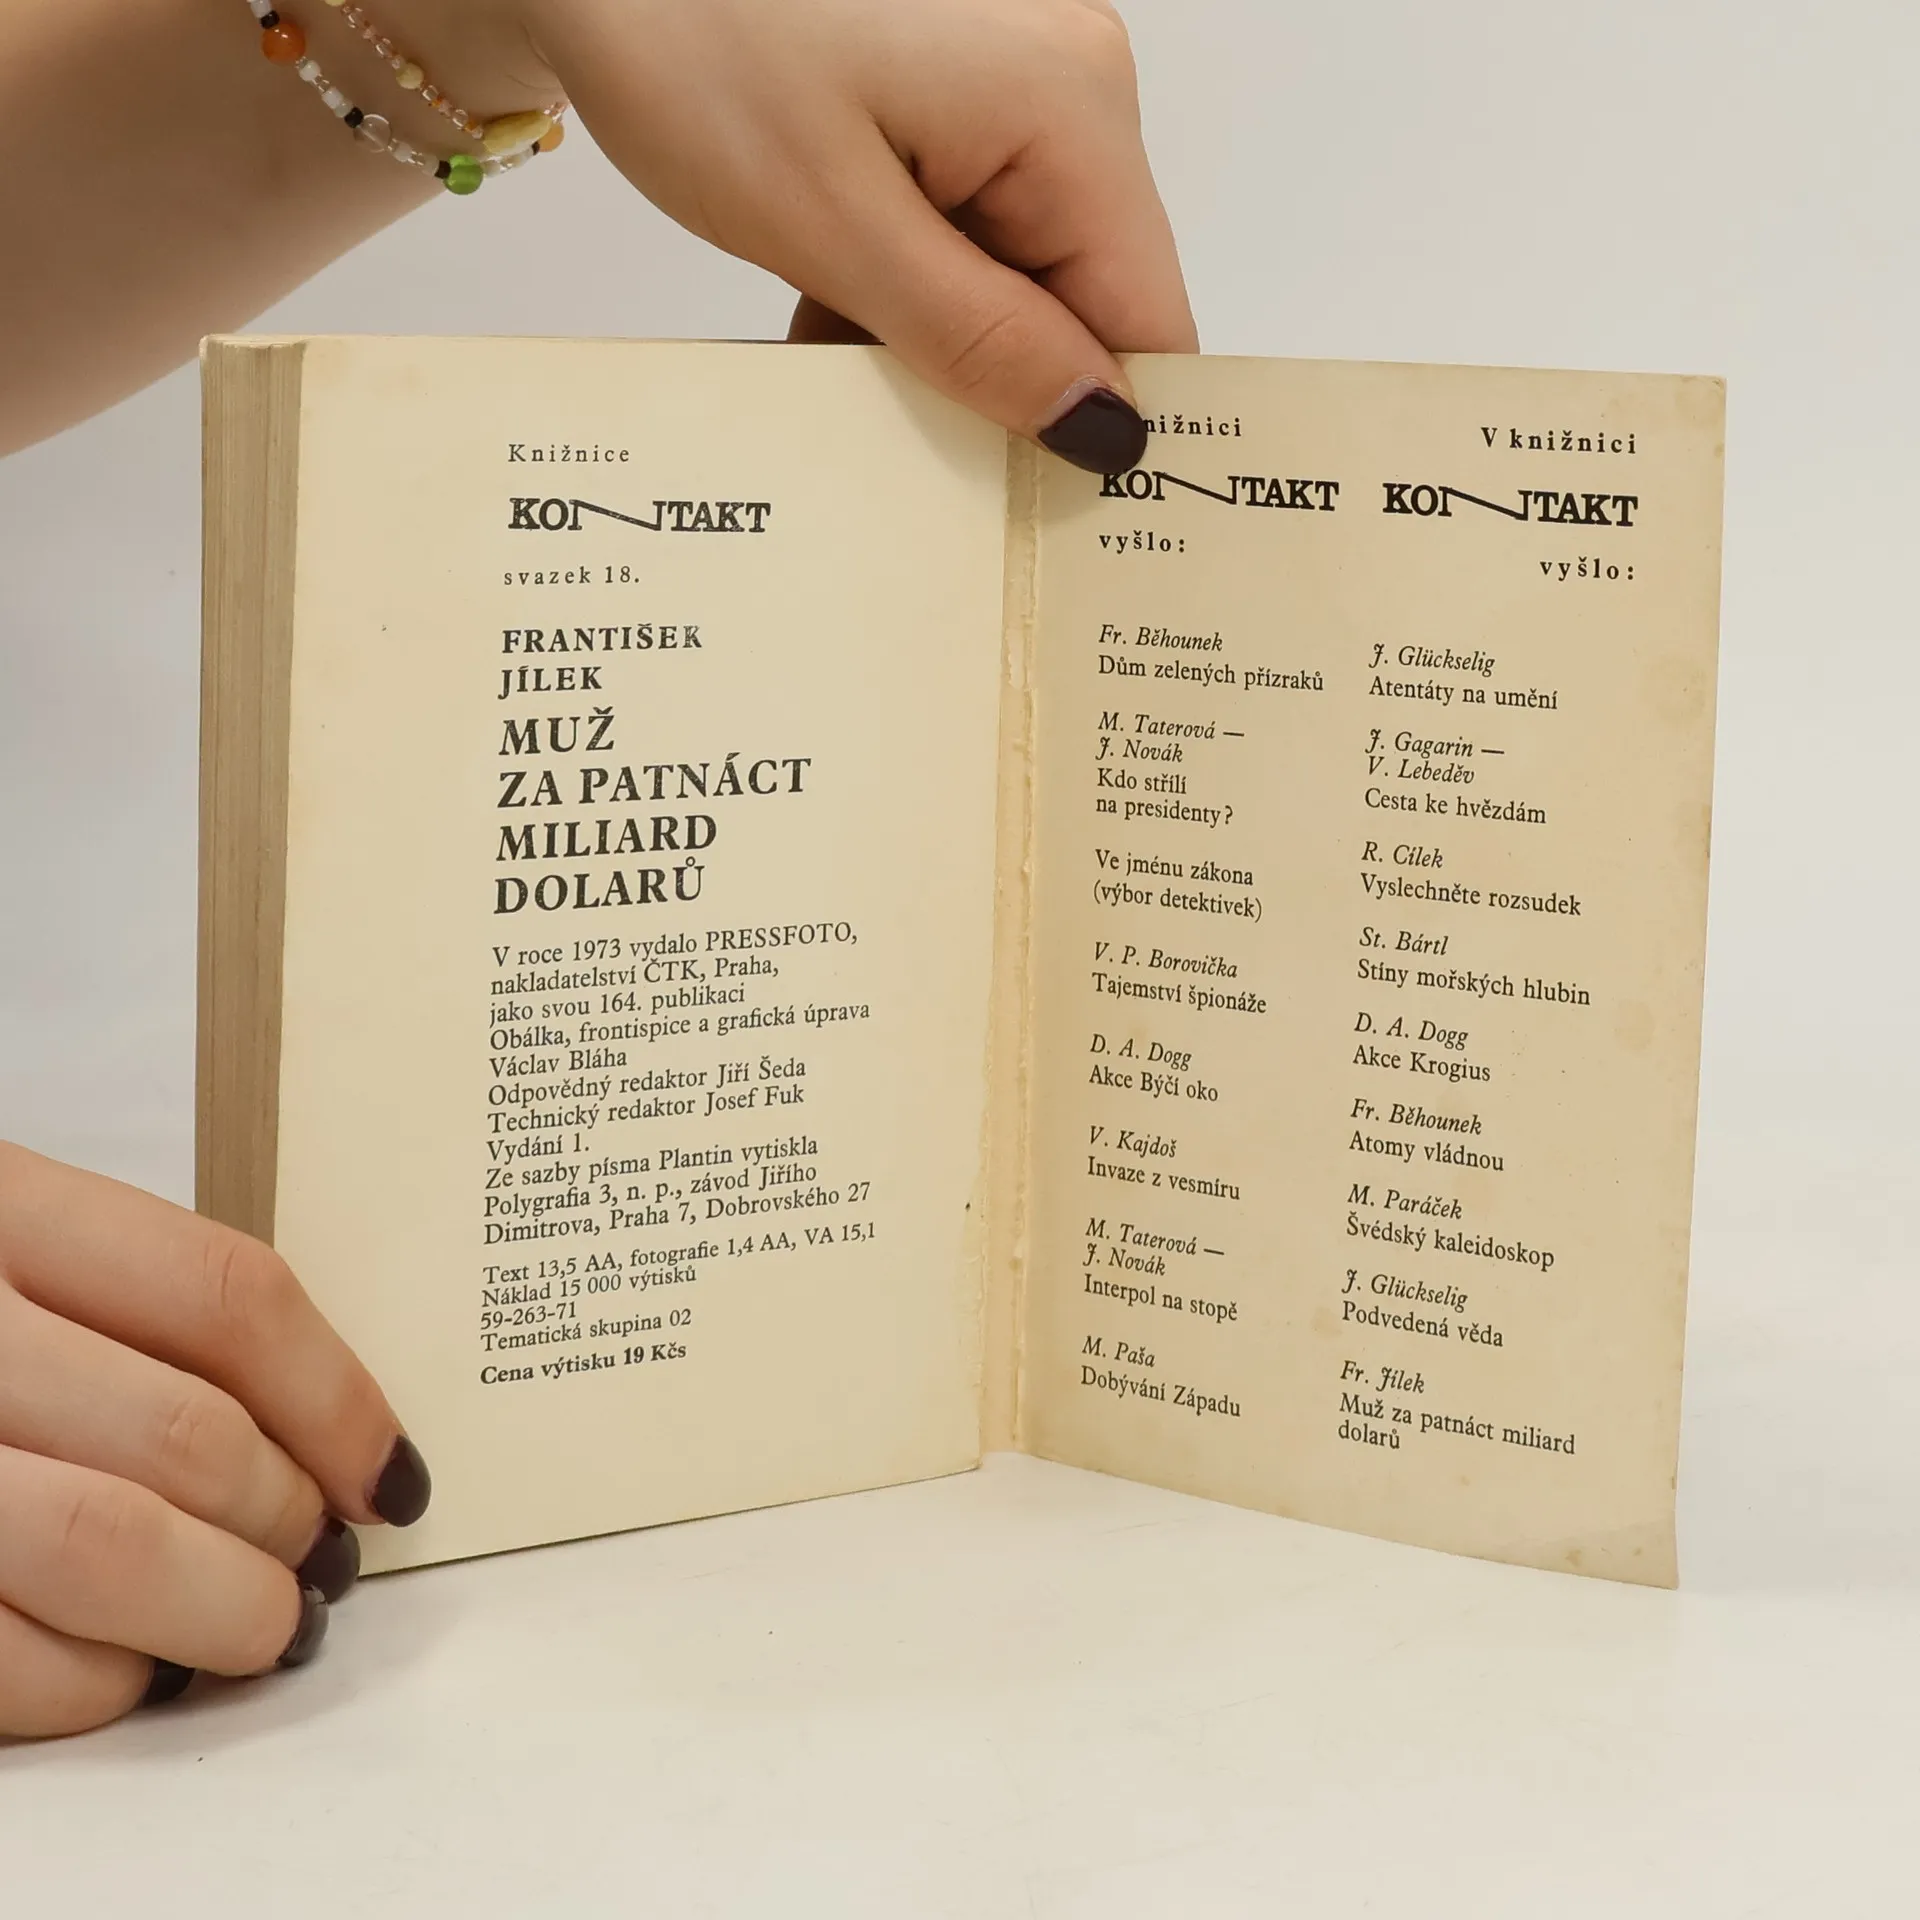 Knižnice
KONTAKT
svazek 18.
FRANTIŠEK
JÍLEK
MUŽ
ZA PATNÁCT
MILIARD
DOLARŮ
V roce 1973 vydalo PRESSFOTO,
nakladatelství ČTK, Praha,
jako svou 164. publikaci
Obálka, frontispice a grafická úprava
Václav Bláha
Odpovědný redaktor Jiří Šeda
Technický redaktor Josef Fuk
Vydání 1.
Ze sazby písma Plantin vytiskla
Polygrafia 3, n. p., závod Jiřího
Dimitrova, Praha 7, Dobrovského 27
Text 13,5 AA, fotografie 1,4 AA, VA 15,1
Náklad 15 000 výtisků
59-263-71
Tematická skupina 02
Cena výtisku 19 Kčs
KONTAKT
vyšlo:
Fr. Běhounek
Dům zelených přízraků
M. Taterová —
J. Novák
Kdo střílí
na presidenty?
Ve jménu zákona
(výbor detektivek)
V. P. Borovička
Tajemství špionáže
D. A. Dogg
Akce Býčí oko
V. Kajdoš
Invaze z vesmíru
M. Taterová —
J. Novák
Interpol na stopě
M. Paša
Dobývání Západu
V knižnici
KONTAKT
vyšlo:
J. Glückselig
Atentáty na umění
J. Gagarin —
V. Lebeděv
Cesta ke hvězdám
R. Cílek
Vyslechněte rozsudek
St. Bártl
Stíny mořských hlubin
D. A. Dogg
Akce Krogius
Fr. Běhounek
Atomy vládnou
M. Paráček
Švédský kaleidoskop
J. Glückselig
Podvedená věda
Fr. Jílek
Muž za patnáct miliard
dolarů